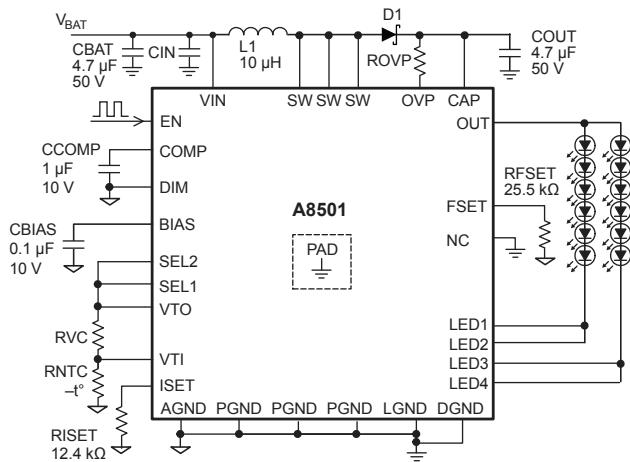 V_BAT
CBAT
4.7 µF
50 V
CIN
L1
10 µH
D1
ROVP
COUT
4.7 µF
50 V
VIN
SW SW SW
OVP
CAP
EN
OUT
CCOMP
1 µF
10 V
COMP
DIM
RFSET
25.5 kΩ
A8501
FSET
CBIAS
0.1 µF
10 V
BIAS
PAD
NC
SEL2
SEL1
VTO
RVC
VTI
RNTC
–t°
ISET
LED1
LED2
LED3
LED4
AGND PGND PGND PGND LGND DGND
RISET
12.4 kΩ